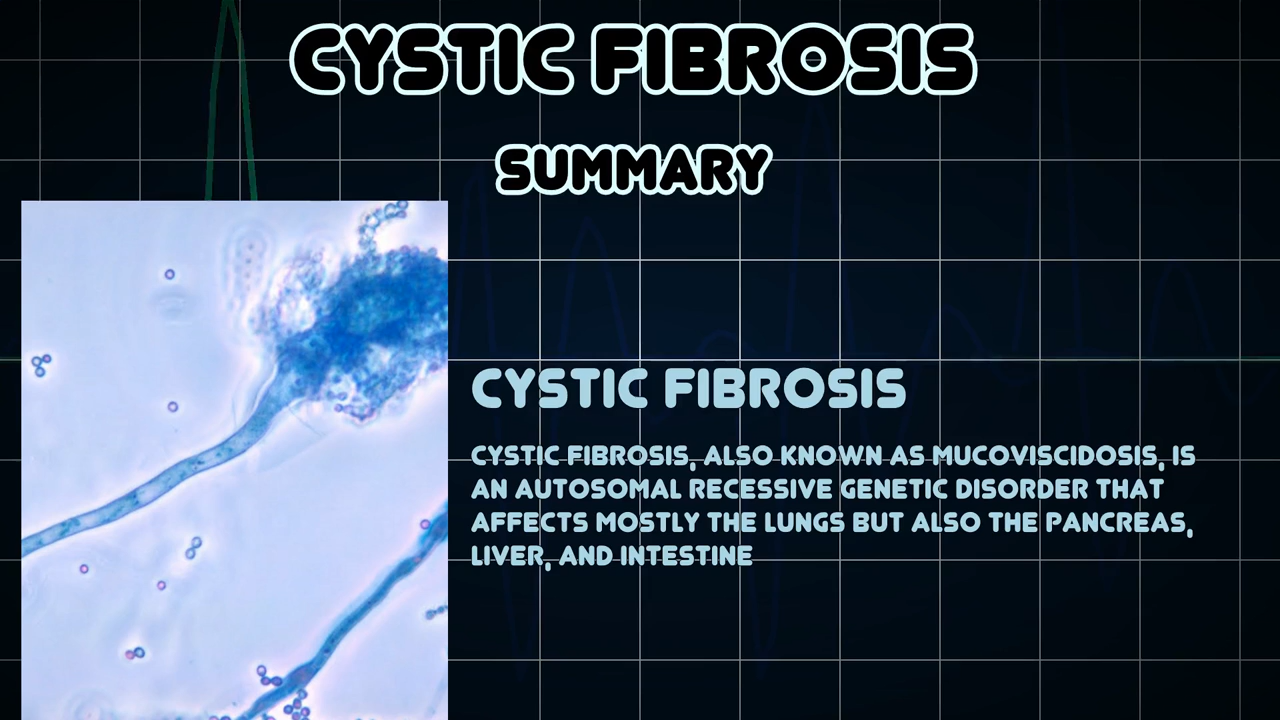 CYSTIC FIBROSIS
SUMMARY
CYSTIC FIBROSIS
CYSTIC FIBROSIS, ALSO KNOWN AS MUCOVISCIDOSIS, IS
AN AUTOSOMAL RECESSIVE GENETIC DISORDER THAT
AFFECTS MOSTLY THE LUNGS BUT ALSO THE PANCREAS,
LIVER, AND INTESTINE